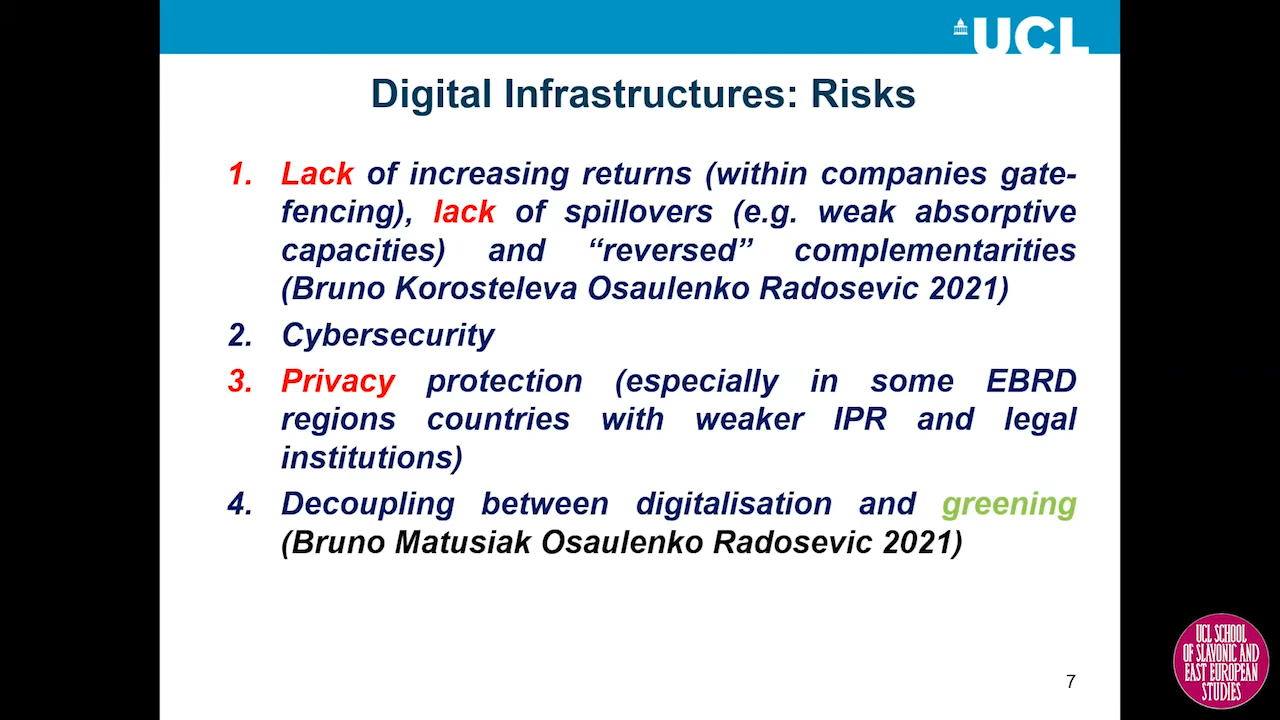 UCL
Digital Infrastructures: Risks
1. Lack of increasing returns (within companies gate-
fencing), lack of spillovers (e.g. weak absorptive
capacities) and “reversed” complementarities
(Bruno Korosteleva Osaulenko Radosevic 2021)
2. Cybersecurity
3. Privacy protection (especially in some EBRD
regions countries with weaker IPR and legal
institutions)
4. Decoupling between digitalisation and greening
(Bruno Matusiak Osaulenko Radosevic 2021)
7
UCL SCHOOL
OF SLAVONIC AND
EAST EUROPEAN
STUDIES